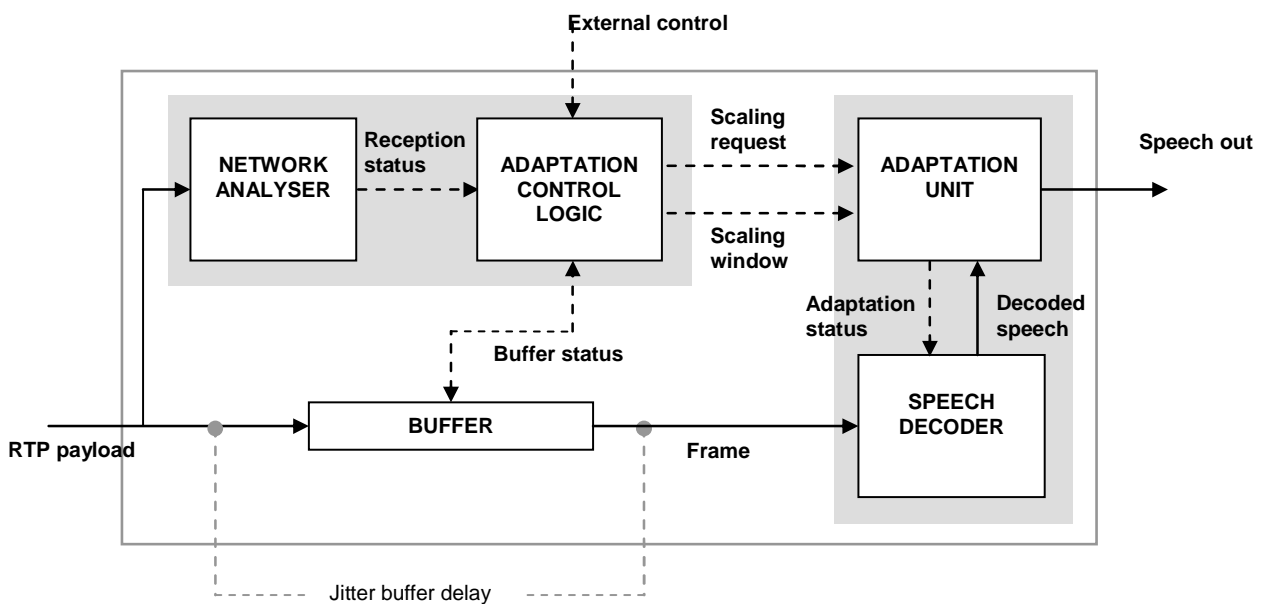 External control
Reception
status
NETWORK
ANALYSER
ADAPTATION
CONTROL
LOGIC
Scaling
request
Scaling
window
ADAPTATION
UNIT
Speech out
Adaptation
status
Decoded
speech
Buffer status
BUFFER
SPEECH
DECODER
RTP payload
Frame
Jitter buffer delay